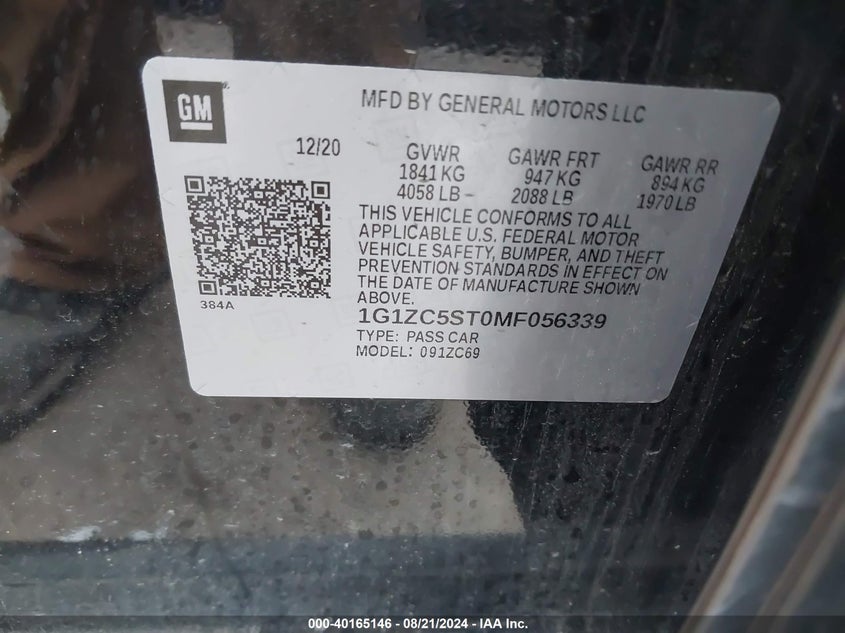 GM
MFD BY GENERAL MOTORS LLC
12/20
GVWR
1841 KG
4058 LB –
GAWR FRT
947 KG
2088 LB
GAWR RR
894 KG
1970 LB
THIS VEHICLE CONFORMS TO ALL
APPLICABLE U.S. FEDERAL MOTOR
VEHICLE SAFETY, BUMPER, AND THEFT
PREVENTION STANDARDS IN EFFECT ON
THE DATE OF MANUFACTURE SHOWN
ABOVE.
384A
1G1ZC5ST0MF056339
TYPE: PASS CAR
MODEL: 091ZC69
000-40165146 - 08/21/2024 - IAA Inc.